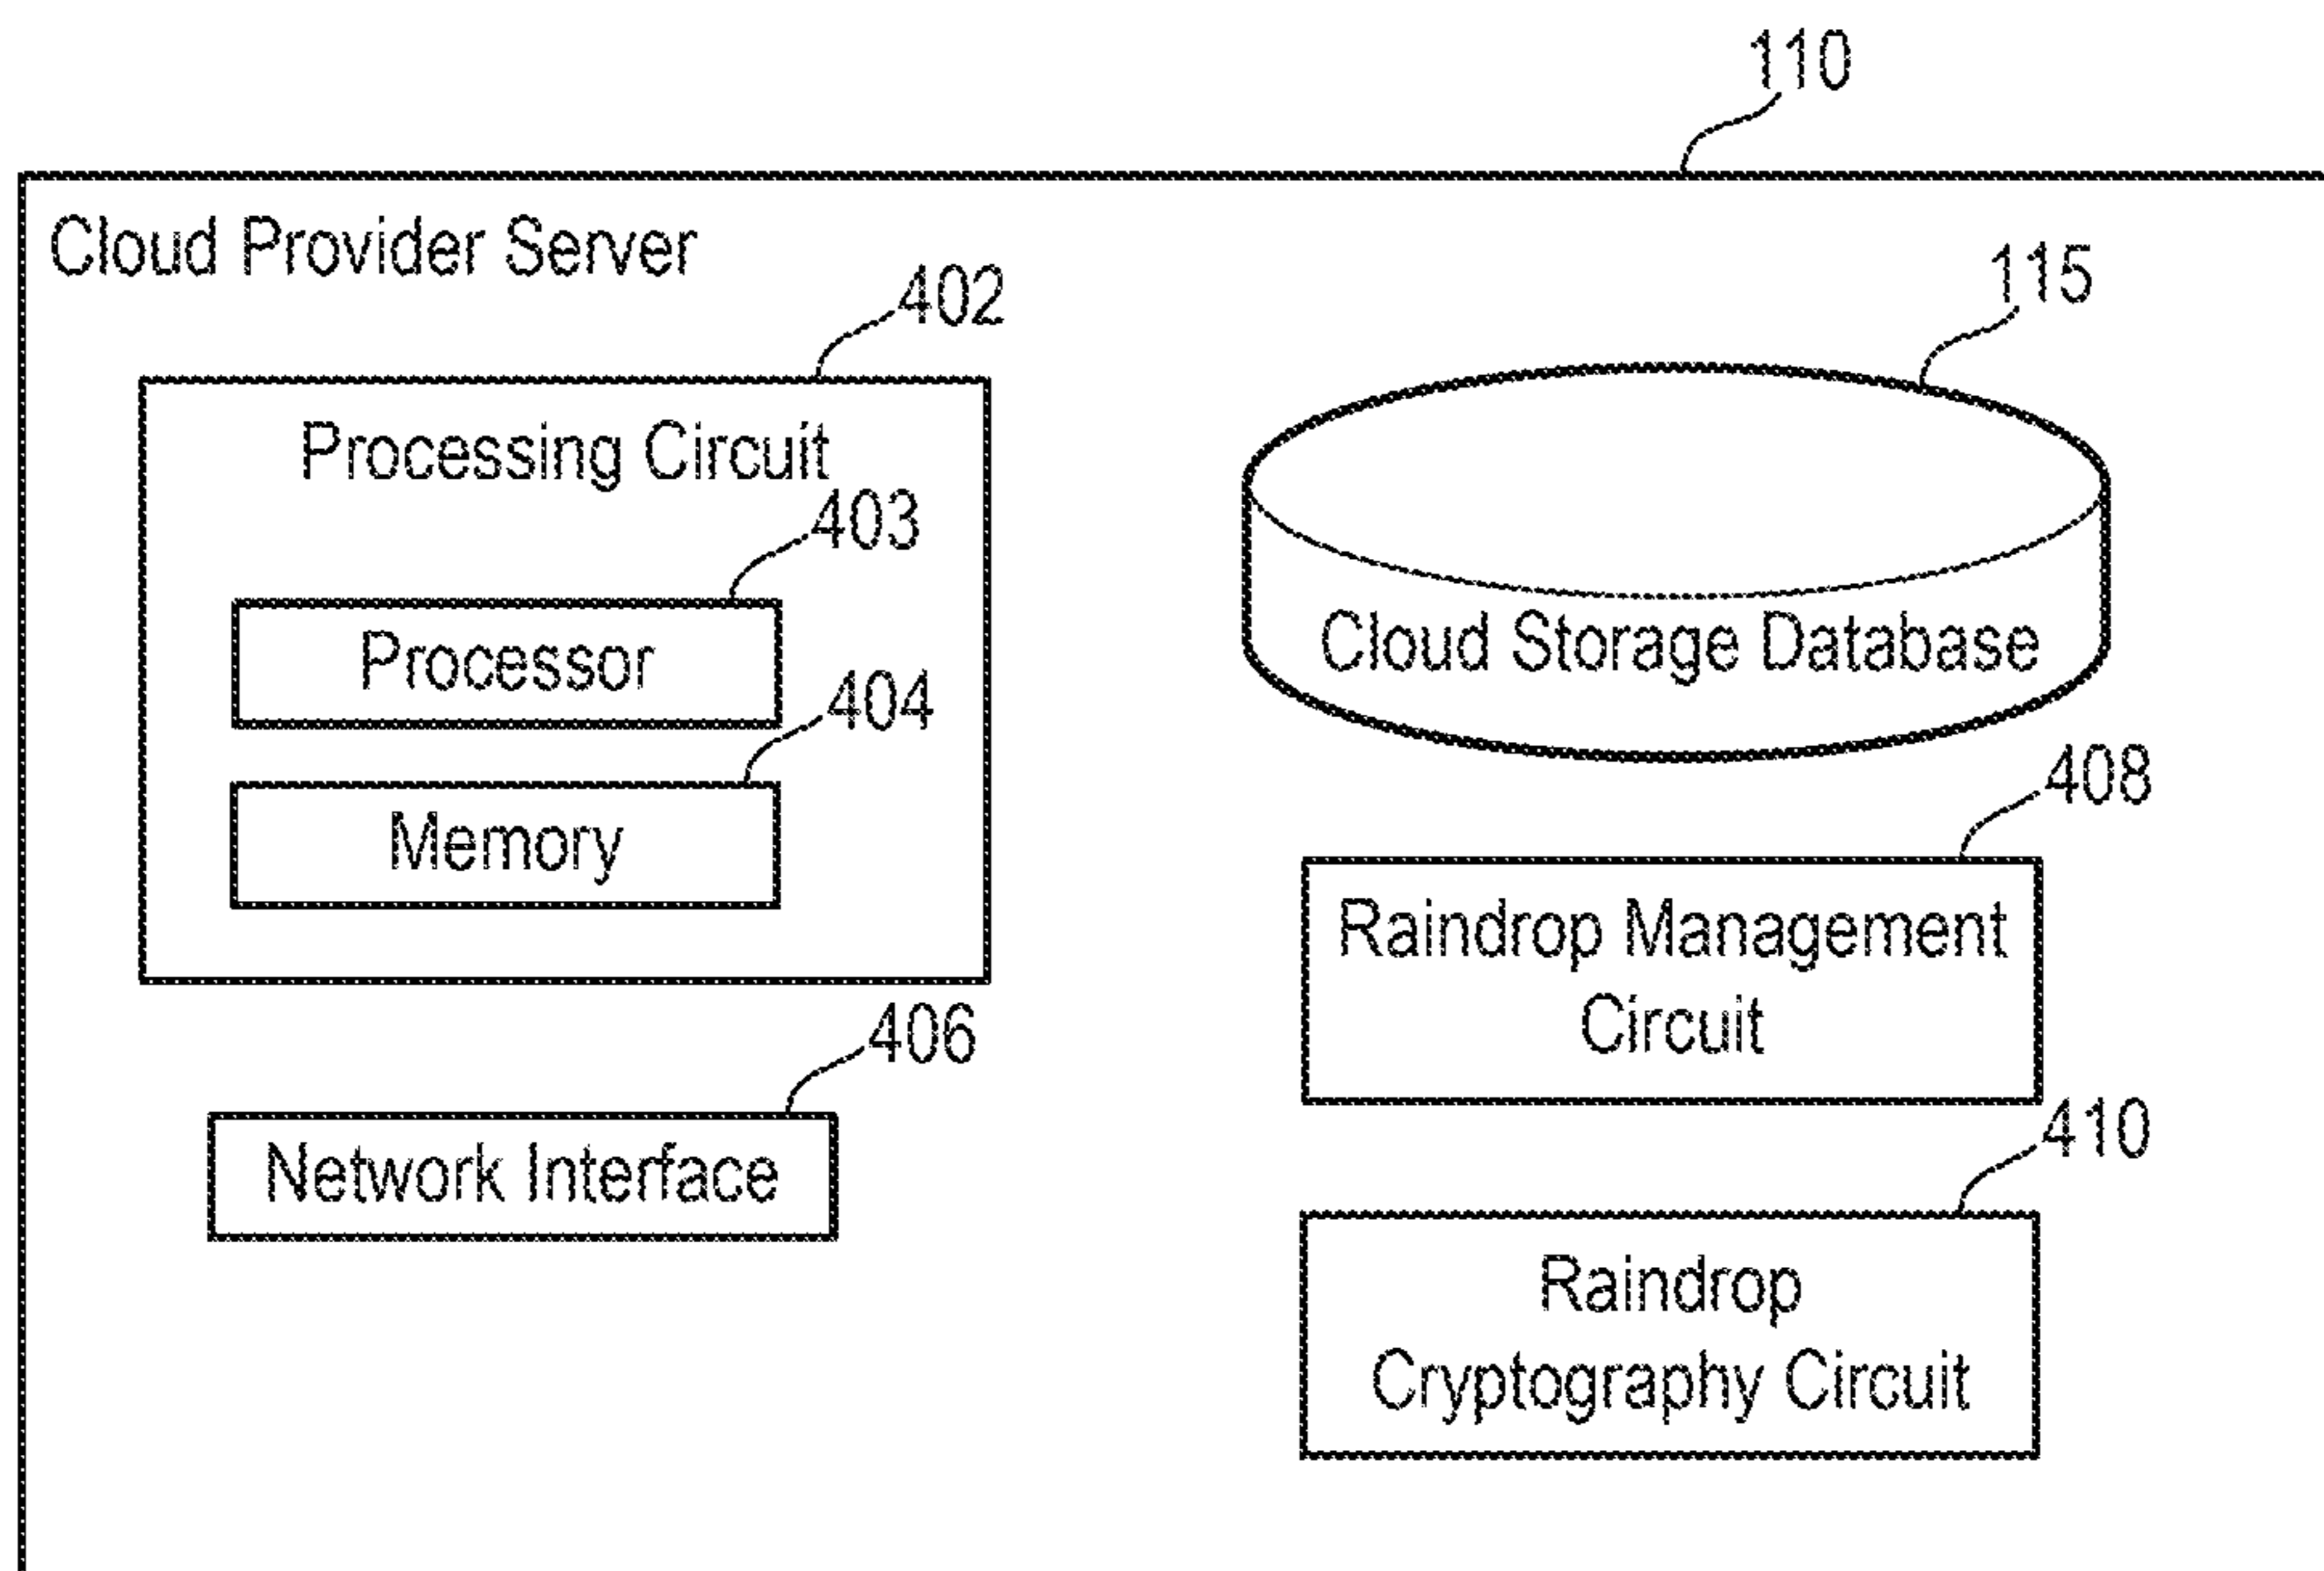 110
Cloud Provider Server
402
Processing Circuit
403
Processor
404
Memory
406
Network Interface
115
Cloud Storage Database
408
Raindrop Management
Circuit
410
Raindrop
Cryptography Circuit